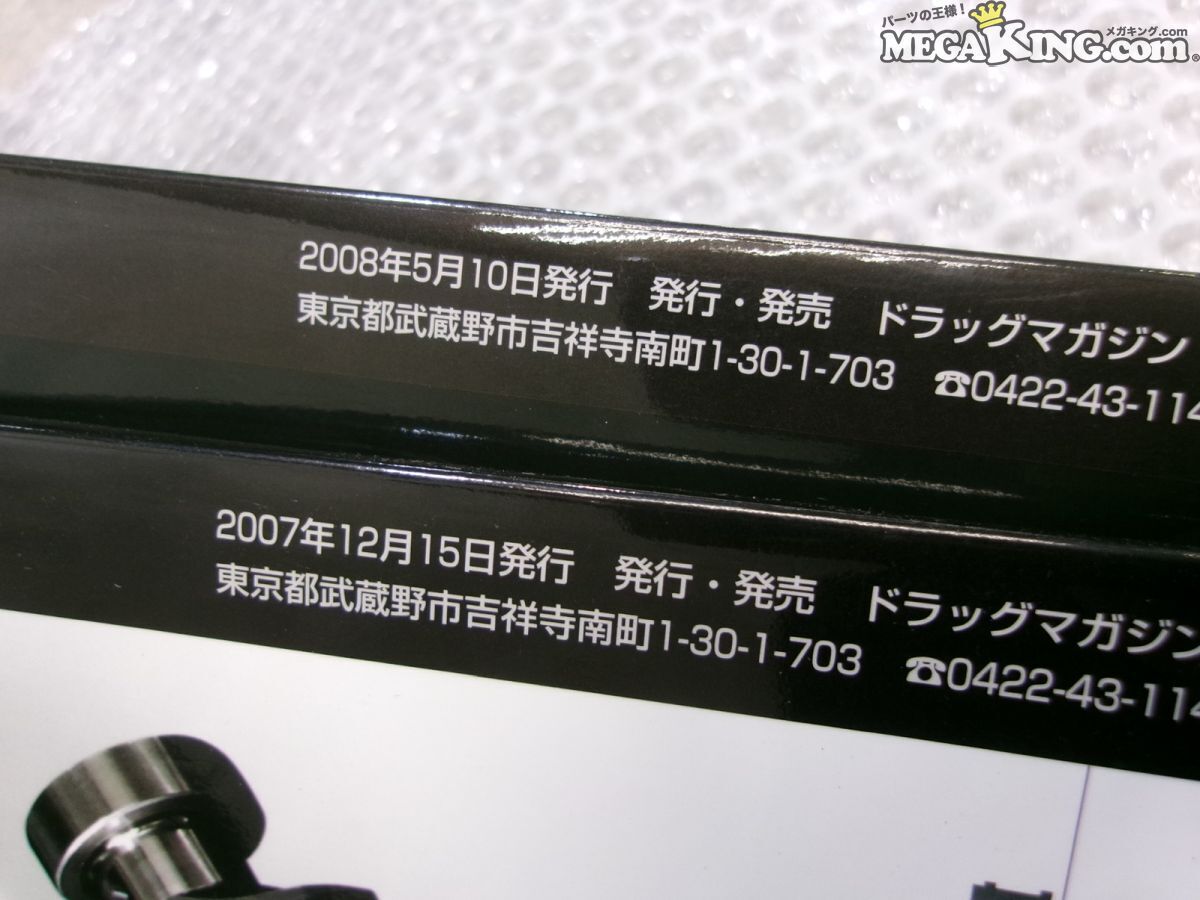 パーツの王様!
メガキング.com
MEGAKING.com®
2008年5月10日発行 発行・発売 ドラッグマガジン
東京都武蔵野市吉祥寺南町1-30-1-703 ☎0422-43-114
2007年12月15日発行 発行・発売 ドラッグマガジン
東京都武蔵野市吉祥寺南町1-30-1-703 ☎0422-43-114